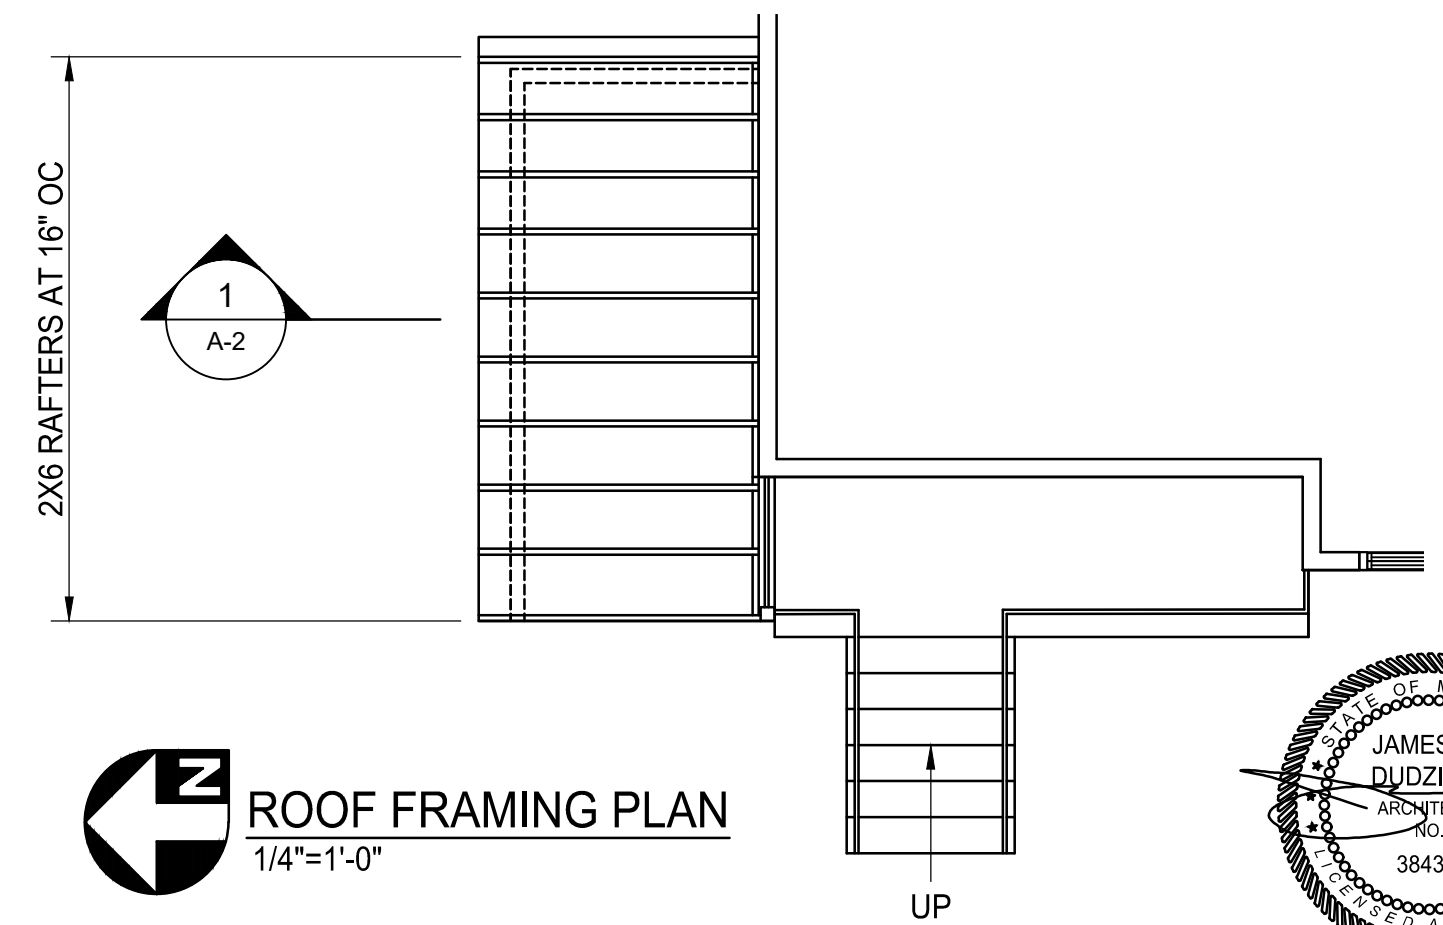 2X6 RAFTERS AT 16" OC
1
A-2
N
ROOF FRAMING PLAN
1/4"=1'-0"
UP
STATE OF
JAMES
ARCHITE
NO.
3843
LICENSED